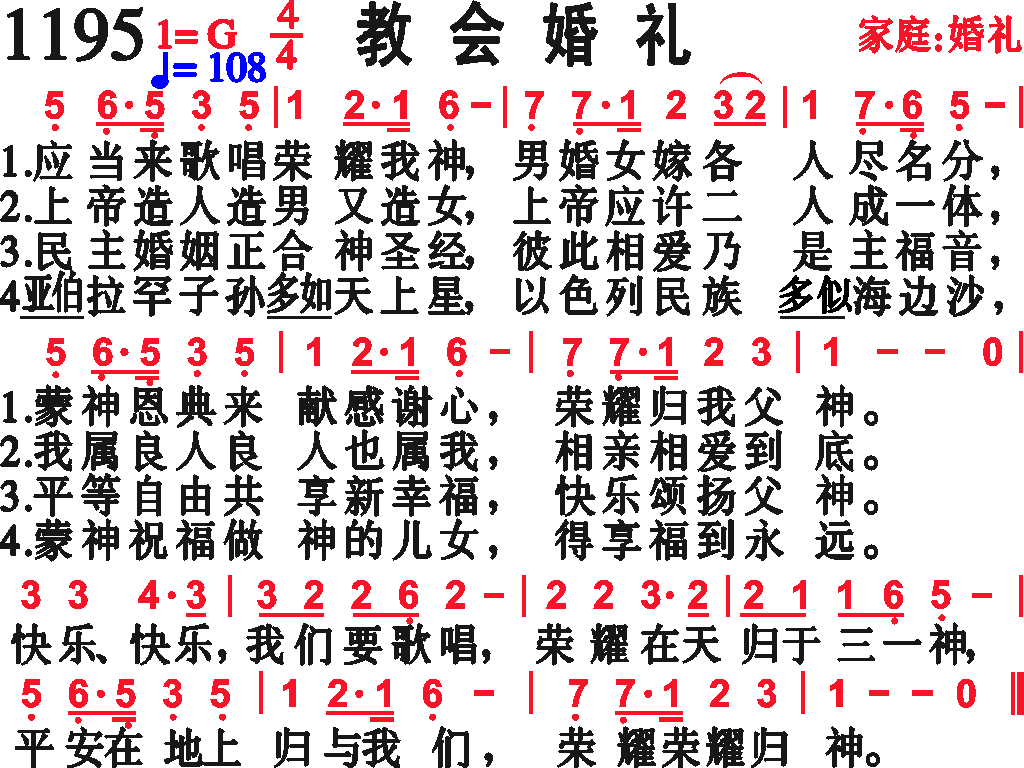 1195 1=G 4/4 教会婚礼 家庭:婚礼
♩=108
5 6·5 3 5 | 1 2·1 6 - | 7 7·1 2 3 2 | 1 7·6 5 - |
1.应当来歌唱荣 耀我神, 男婚女嫁各 人尽名分,
2.上帝造人造男 又造女, 上帝应许二 人成一体,
3.民主婚姻正合 神圣经, 彼此相爱乃 是主福音,
4亚伯拉罕子孙多如天上星, 以色列民族 多似海边沙,
5 6·5 3 5 | 1 2·1 6 - | 7 7·1 2 3 | 1 - - 0 |
1.蒙神恩典来 献感谢心, 荣耀归我父 神。
2.我属良人良 人也属我, 相亲相爱到 底。
3.平等自由共 享新幸福, 快乐颂扬父 神。
4.蒙神祝福做 神的儿女, 得享福到永 远。
3 3 4·3 | 3 2 2 6 2 - | 2 2 3·2 | 2 1 1 6 5 - |
快乐、快乐,我们要歌唱, 荣耀在天 归于三一神,
5 6·5 3 5 | 1 2·1 6 - | 7 7·1 2 3 | 1 - - 0
平安在 地上 归与我 们, 荣耀荣耀归 神。